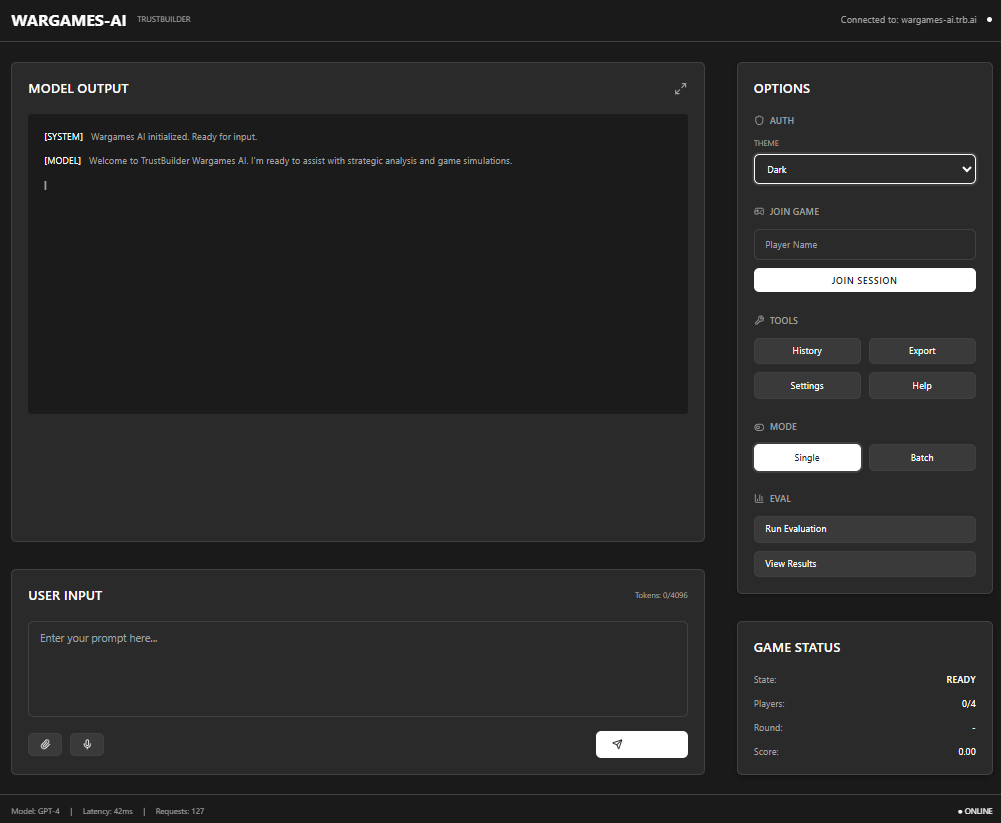 WARGAMES-AI TRUSTBUILDER
Connected to: wargames-ai.trb.ai
MODEL OUTPUT
[SYSTEM] Wargames AI initialized. Ready for input.
[MODEL] Welcome to TrustBuilder Wargames AI. I'm ready to assist with strategic analysis and game simulations.
USER INPUT
Tokens: 0/4096
Enter your prompt here...
OPTIONS
AUTH
THEME
Dark
JOIN GAME
Player Name
JOIN SESSION
TOOLS
History Export
Settings Help
MODE
Single Batch
EVAL
Run Evaluation
View Results
GAME STATUS
State: READY
Players: 0/4
Round: -
Score: 0.00
Model: GPT-4 | Latency: 42ms | Requests: 127
ONLINE